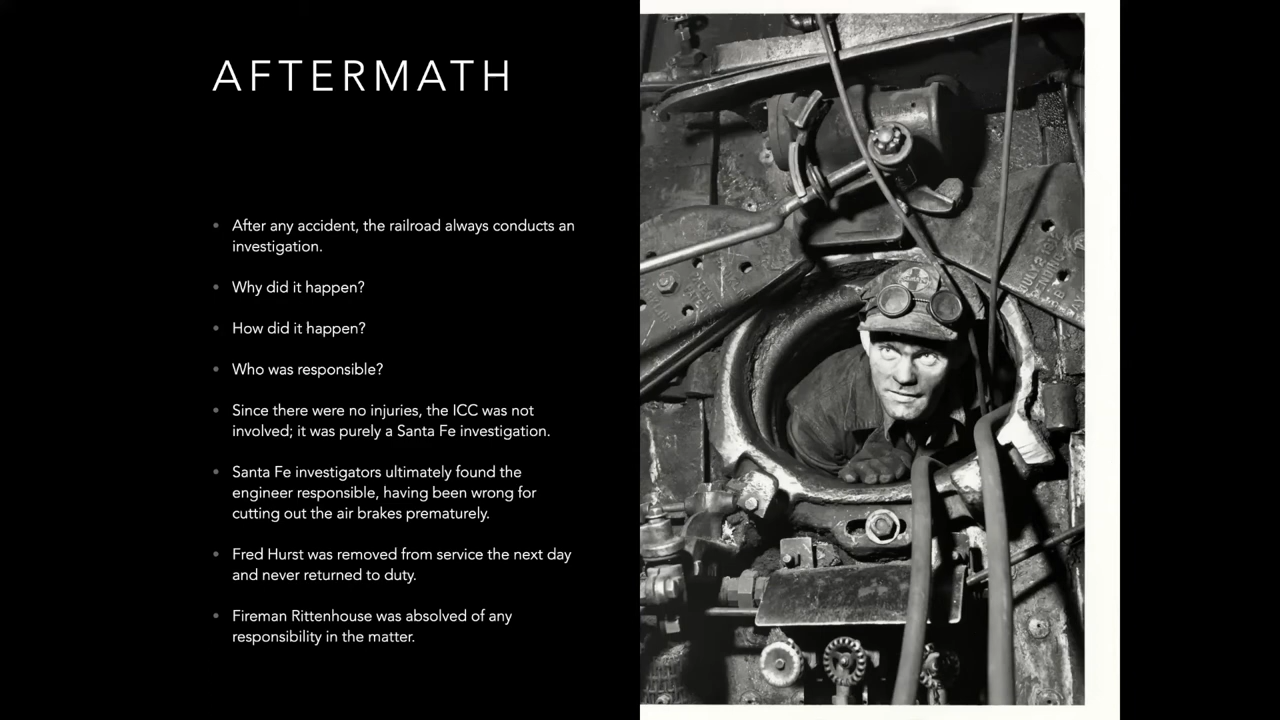 AFTERMATH
• After any accident, the railroad always conducts an
investigation.
• Why did it happen?
• How did it happen?
• Who was responsible?
• Since there were no injuries, the ICC was not
involved; it was purely a Santa Fe investigation.
• Santa Fe investigators ultimately found the
engineer responsible, having been wrong for
cutting out the air brakes prematurely.
• Fred Hurst was removed from service the next day
and never returned to duty.
• Fireman Rittenhouse was absolved of any
responsibility in the matter.